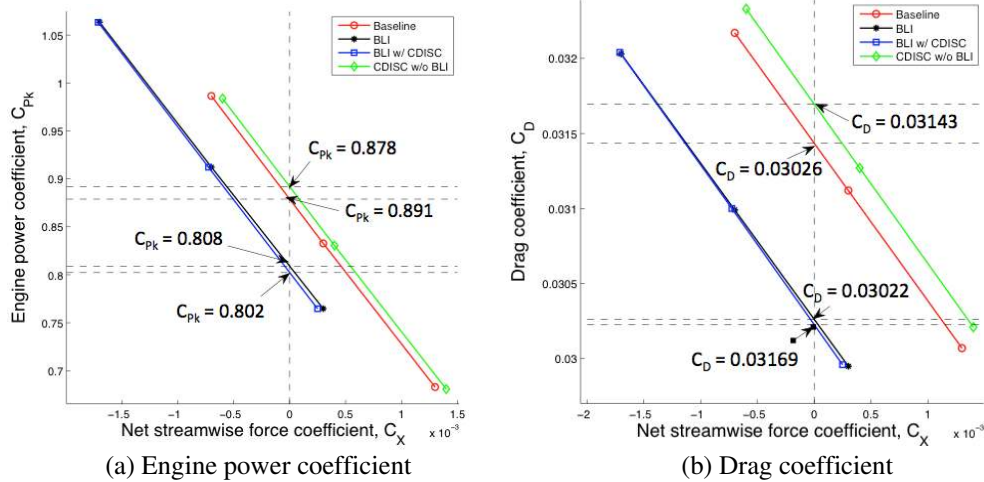 Baseline
BLI
BLI w/ CDISC
CDISC w/o BLI
Engine power coefficient, C_Pk
1.05
1
0.95
0.9
0.85
0.8
0.75
0.7
C_Pk = 0.878
C_Pk = 0.891
C_Pk = 0.808
C_Pk = 0.802
-1.5 -1 -0.5 0 0.5 1 1.5
x 10⁻³
Net streamwise force coefficient, C_X
(a) Engine power coefficient
Baseline
BLI
BLI w/ CDISC
CDISC w/o BLI
Drag coefficient, C_D
0.032
0.0315
0.031
0.0305
0.03
C_D = 0.03143
C_D = 0.03026
C_D = 0.03022
C_D = 0.03169
-2 -1.5 -1 -0.5 0 0.5 1
x 10⁻³
Net streamwise force coefficient, C_X
(b) Drag coefficient